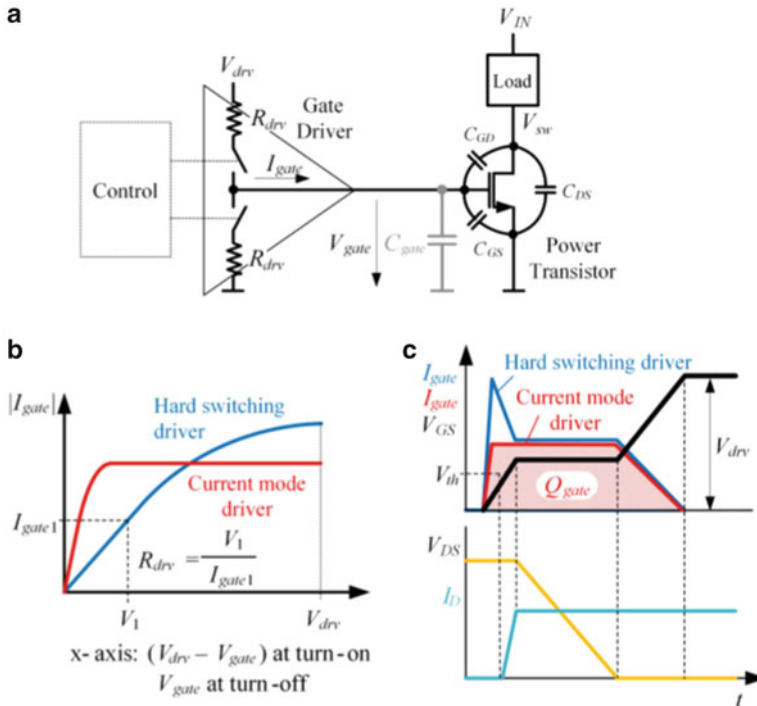 a
V_IN
V_drv
Load
Gate
Driver
R_drv
V_sw
C_GD
I_gate
Control
C_DS
V_gate
C_gate
C_GS
R_drv
Power
Transistor
b
|I_gate|
Hard switching
driver
Current mode
driver
I_gate1
R_drv = V_1 / I_gate1
V_1
V_drv
x- axis: (V_drv – V_gate) at turn-on
V_gate at turn-off
c
I_gate
Hard switching driver
I_gate
Current mode
driver
V_GS
V_drv
V_th
Q_gate
V_DS
I_D
t